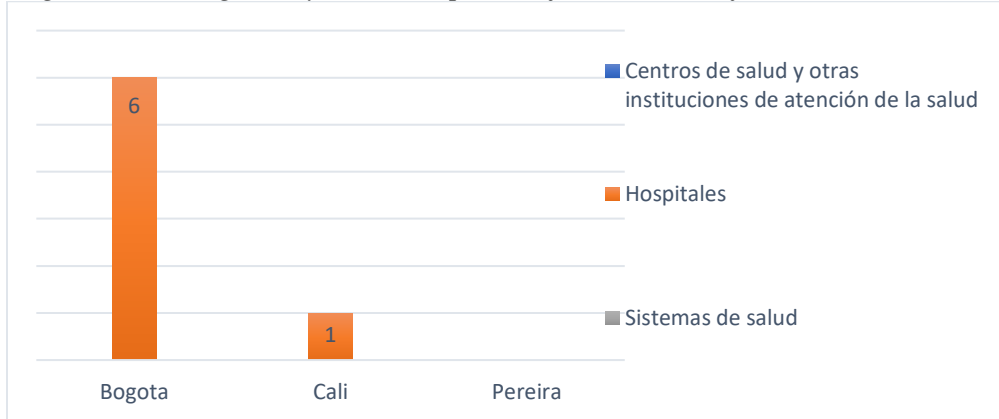 Centros de salud y otras
instituciones de atención de la salud
6
Hospitales
1
Sistemas de salud
Bogota Cali Pereira